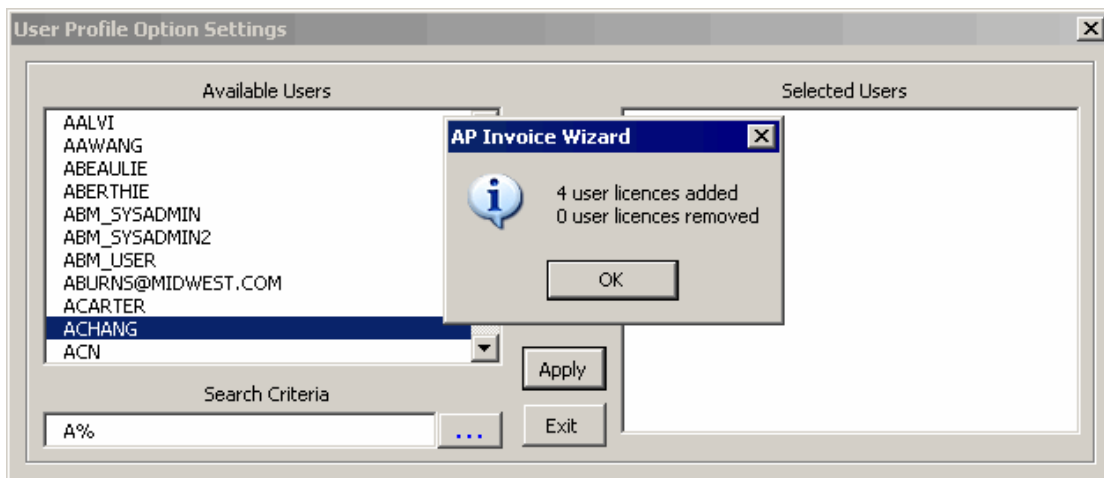 User Profile Option Settings
Available Users
Selected Users
AALVI
AAWANG
ABEAULIE
ABERTHIE
ABM_SYSADMIN
ABM_SYSADMIN2
ABM_USER
ABURNS@MIDWEST.COM
ACARTER
ACHANG
ACN
AP Invoice Wizard
4 user licences added
0 user licences removed
OK
Apply
Search Criteria
A%
...
Exit